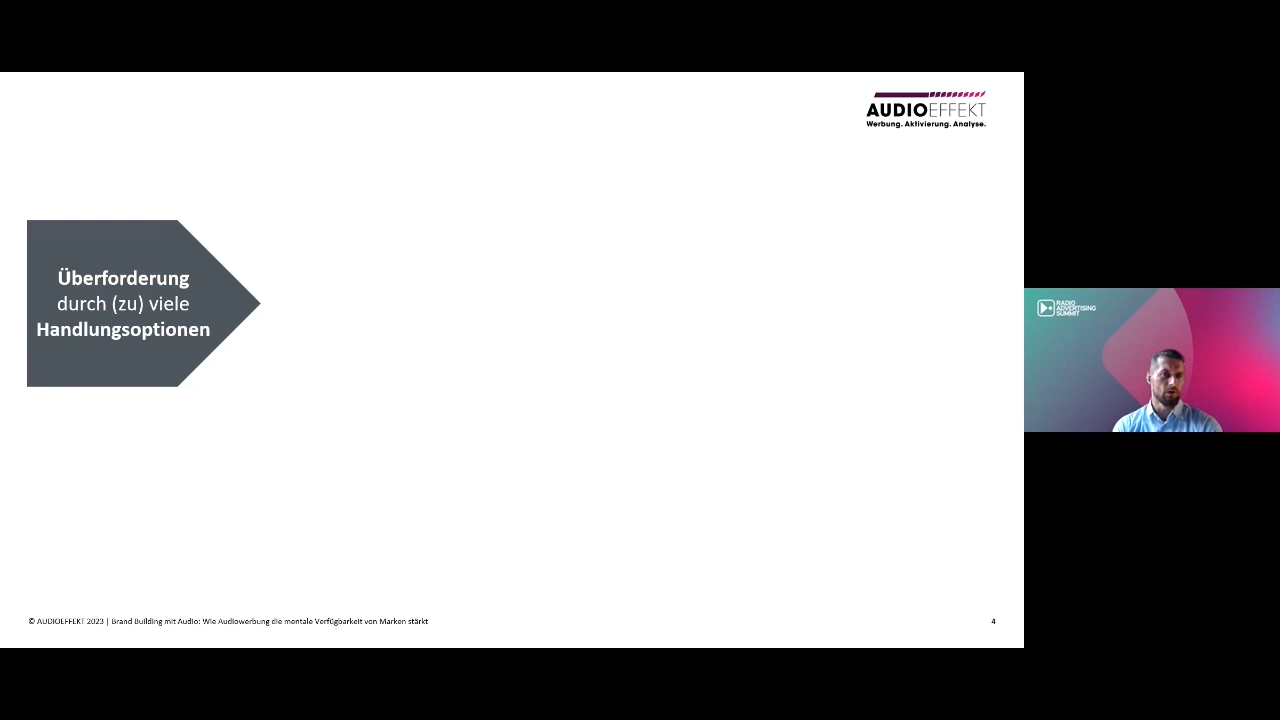 AUDIOEFFEKT
Werbung. Aktivierung. Analyse.
Überforderung
durch (zu) viele
Handlungsoptionen
RADIO
ADVERTISING
SUMMIT
© AUDIOEFFEKT 2023 | Brand Building mit Audio: Wie Audiowerbung die mentale Verfügbarkeit von Marken stärkt
4